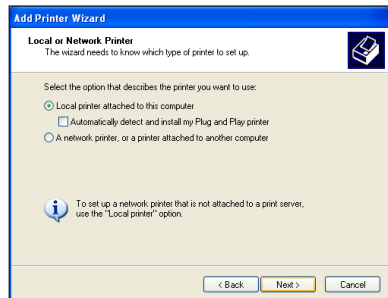 Add Printer Wizard
Local or Network Printer
The wizard needs to know which type of printer to set up.
Select the option that describes the printer you want to use:
Local printer attached to this computer
Automatically detect and install my Plug and Play printer
A network printer, or a printer attached to another computer
To set up a network printer that is not attached to a print server,
use the "Local printer" option.
< Back Next > Cancel